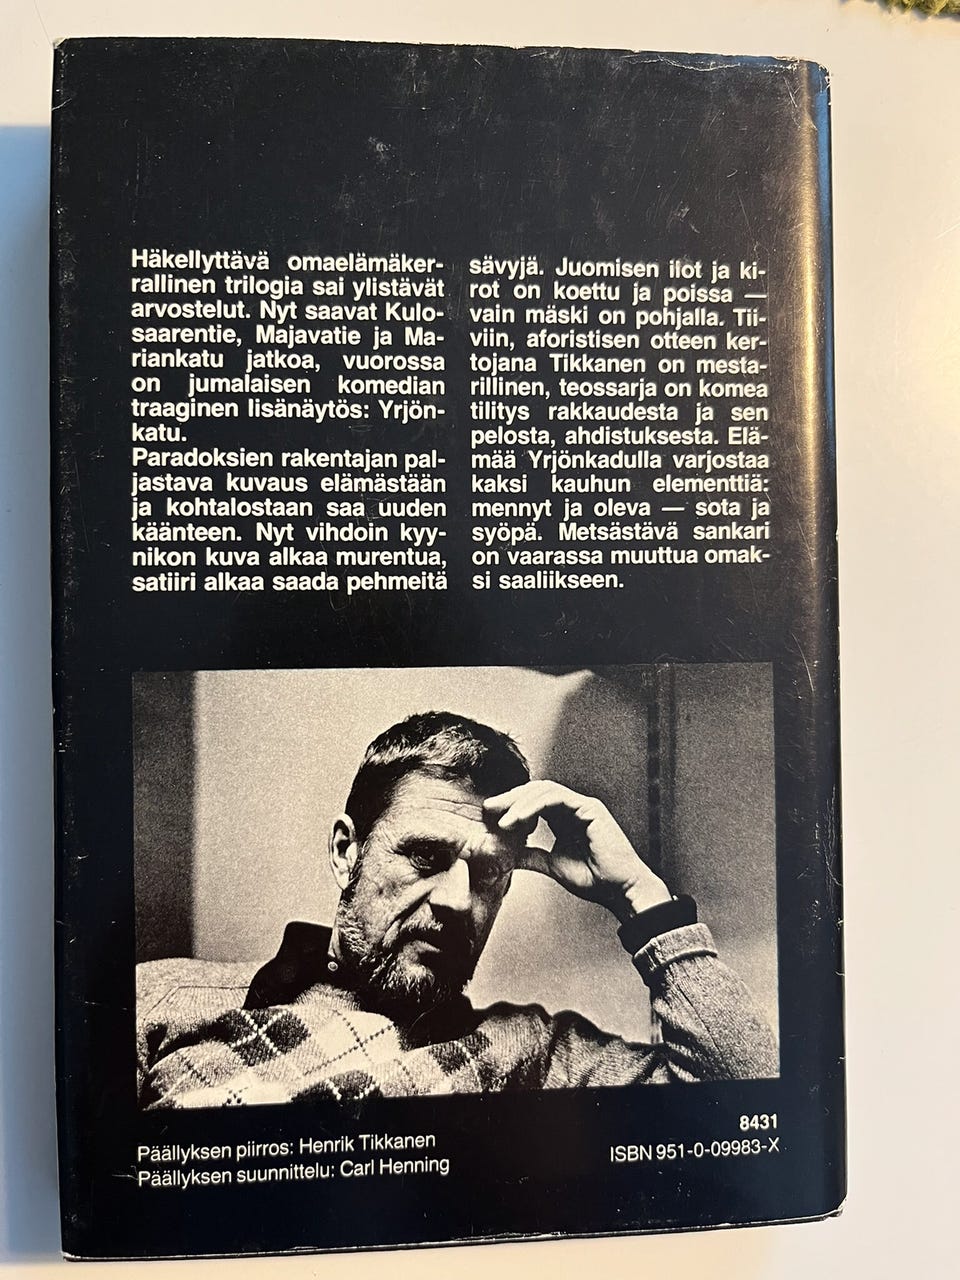 Häkellyttävä omaelämäker-
rallinen trilogia sai ylistävät
arvostelut. Nyt saavat Kulo-
saarentie, Majavatie ja Ma-
riankatu jatkoa, vuorossa
on jumalaisen komedian
traaginen lisänäytös: Yrjön-
katu.
Paradoksien rakentajan pal-
jastava kuvaus elämästään
ja kohtalostaan saa uuden
käänteen. Nyt vihdoin kyy-
nikon kuva alkaa murentua,
satiiri alkaa saada pehmeitä
sävyjä. Juomisen ilot ja ki-
rot on koettu ja poissa —
vain mäski on pohjalla. Tii-
viin, aforistisen otteen ker-
tojana Tikkanen on mesta-
rillinen, teossarja on komea
tilitys rakkaudesta ja sen
pelosta, ahdistuksesta. Elä-
mää Yrjönkadulla varjostaa
kaksi kauhun elementtiä:
mennyt ja oleva — sota ja
syöpä. Metsästävä sankari
on vaarassa muuttua omak-
si saaliikseen.
Päällyksen piirros: Henrik Tikkanen
Päällyksen suunnittelu: Carl Henning
8431
ISBN 951-0-09983-X